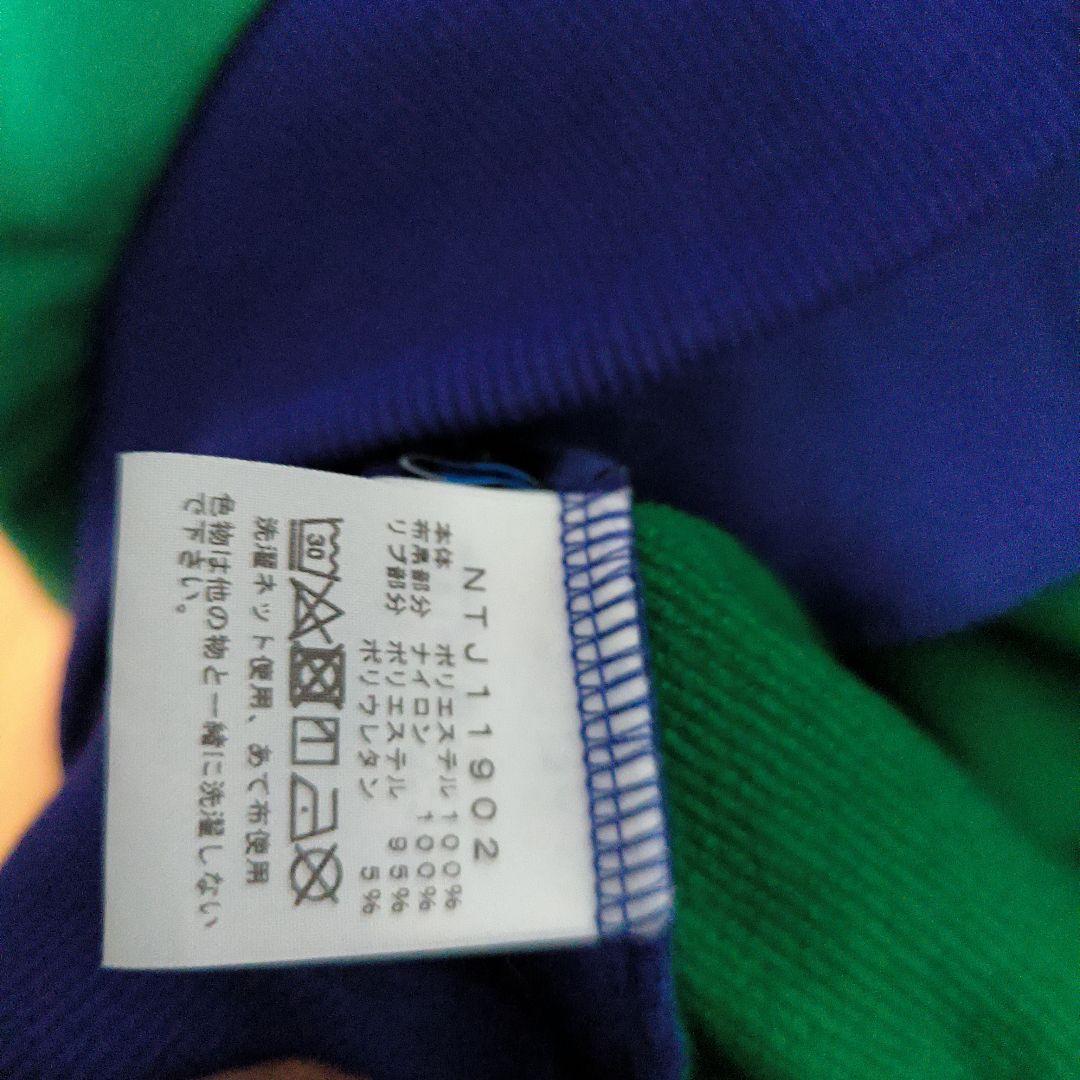 NTJ11902
本体 ポリエステル 100%
布帛部分 ナイロン 100%
リブ部分 ポリエステル 95%
ポリウレタン 5%
30
洗濯ネット使用、あて布使用
色物は他の物と一緒に洗濯しない
で下さい。